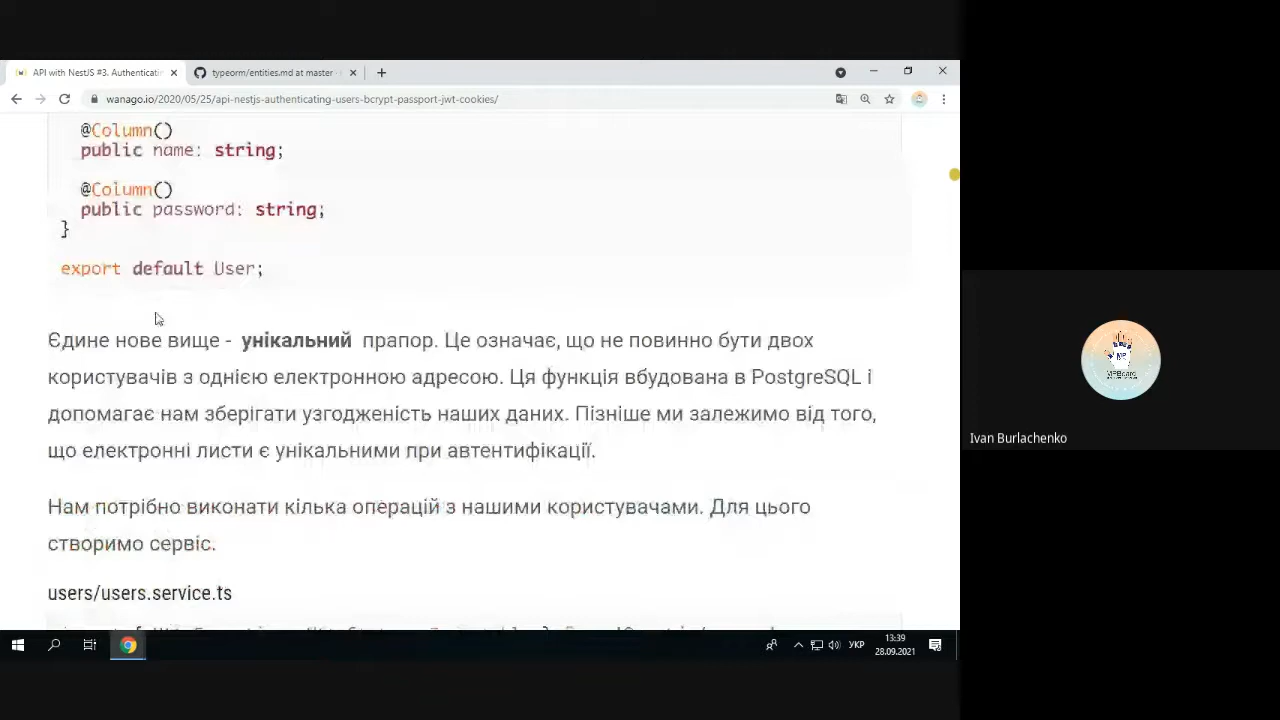 API with NestJS #3. Authenticatin
typeorm/entities.md at master ·
wanago.io/2020/05/25/api-nestjs-authenticating-users-bcrypt-passport-jwt-cookies/
@Column()
public name: string;
@Column()
public password: string;
}
export default User;
Єдине нове вище - унікальний прапор. Це означає, що не повинно бути двох
користувачів з однією електронною адресою. Ця функція вбудована в PostgreSQL і
допомагає нам зберігати узгодженість наших даних. Пізніше ми залежимо від того,
що електронні листи є унікальними при автентифікації.
Нам потрібно виконати кілька операцій з нашими користувачами. Для цього
створимо сервіс.
users/users.service.ts
УКР
13:39
28.09.2021
Ivan Burlachenko